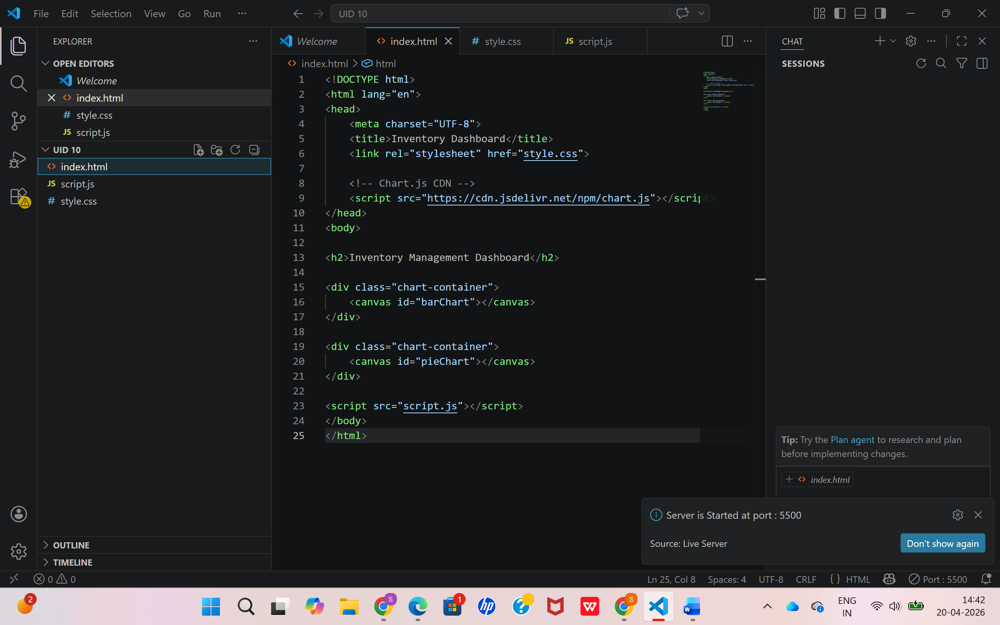 File Edit Selection View Go Run ··· UID 10
EXPLORER ···
OPEN EDITORS
Welcome
index.html
style.css
JS script.js
UID 10
index.html
JS script.js
style.css
OUTLINE
TIMELINE
Welcome index.html style.css JS script.js ···
index.html > html
1 <!DOCTYPE html>
2 <html lang="en">
3 <head>
4 <meta charset="UTF-8">
5 <title>Inventory Dashboard</title>
6 <link rel="stylesheet" href="style.css">
7
8 <!-- Chart.js CDN -->
9 <script src="https://cdn.jsdelivr.net/npm/chart.js"></script>
10 </head>
11 <body>
12
13 <h2>Inventory Management Dashboard</h2>
14
15 <div class="chart-container">
16 <canvas id="barChart"></canvas>
17 </div>
18
19 <div class="chart-container">
20 <canvas id="pieChart"></canvas>
21 </div>
22
23 <script src="script.js"></script>
24 </body>
25 </html>
CHAT
SESSIONS
Tip: Try the Plan agent to research and plan
before implementing changes.
+ <> index.html
Server is Started at port : 5500
Source: Live Server
Don't show again
0 0 Ln 25, Col 8 Spaces: 4 UTF-8 CRLF {} HTML Port : 5500
2 S 1 hp ? W S W
ENG
IN
14:42
20-04-2026